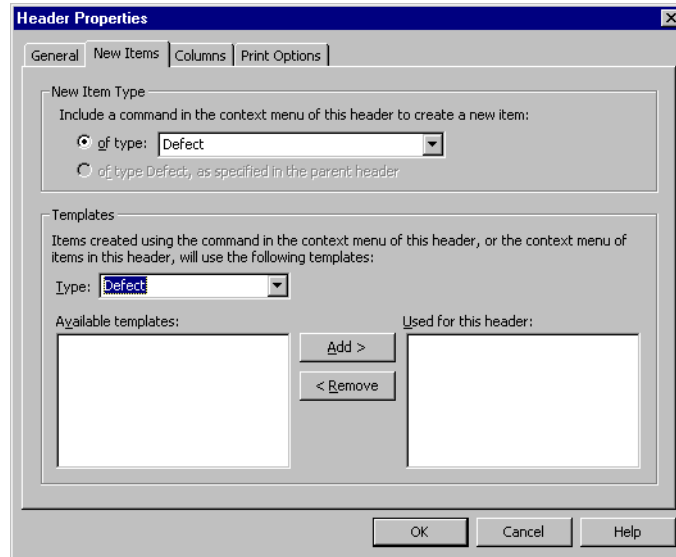 Header Properties
General New Items Columns Print Options
New Item Type
Include a command in the context menu of this header to create a new item:
of type: Defect
of type Defect, as specified in the parent header
Templates
Items created using the command in the context menu of this header, or the context menu of
items in this header, will use the following templates:
Type: Defect
Available templates: Used for this header:
Add >
< Remove
OK Cancel Help